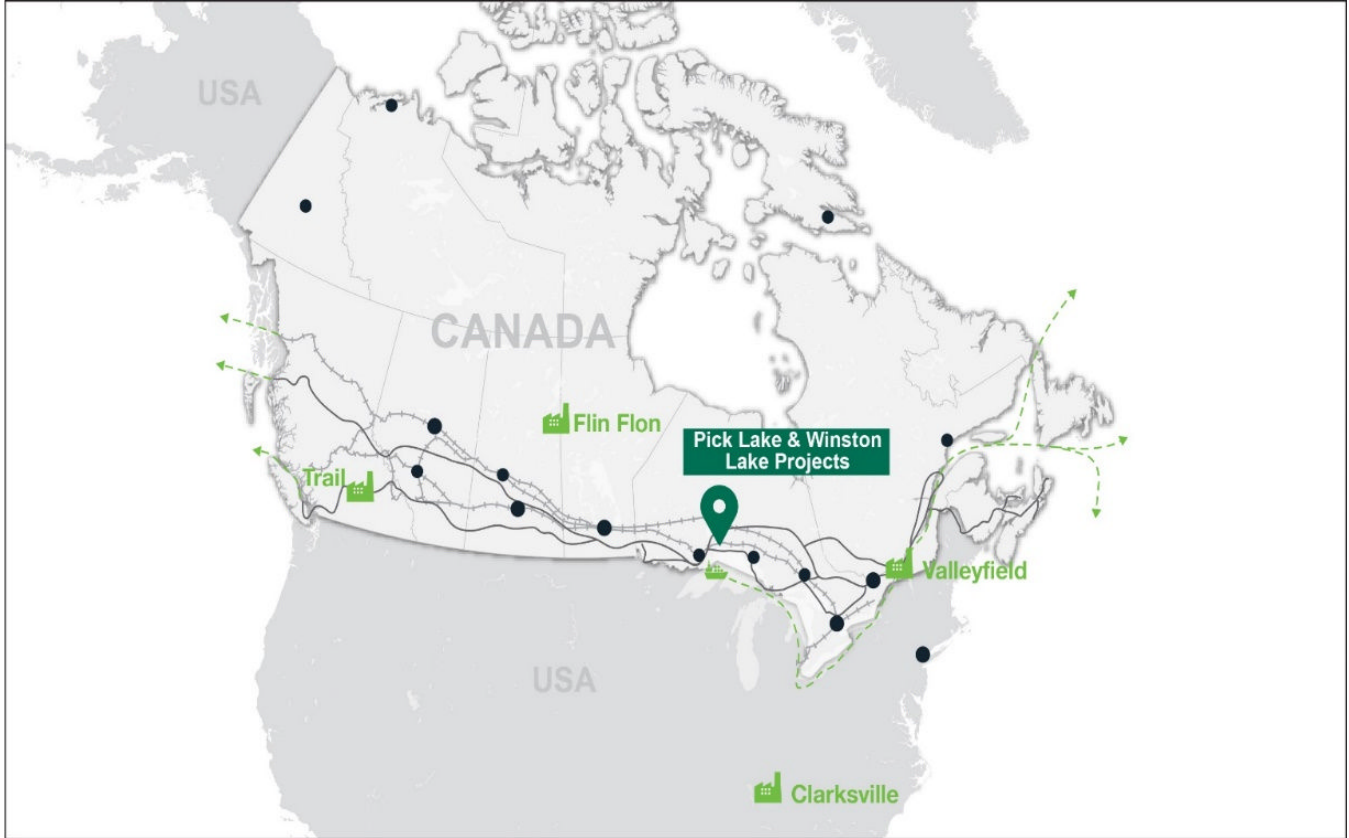 USA
CANADA
Flin Flon
Pick Lake & Winston
Lake Projects
Trail
Valleyfield
USA
Clarksville